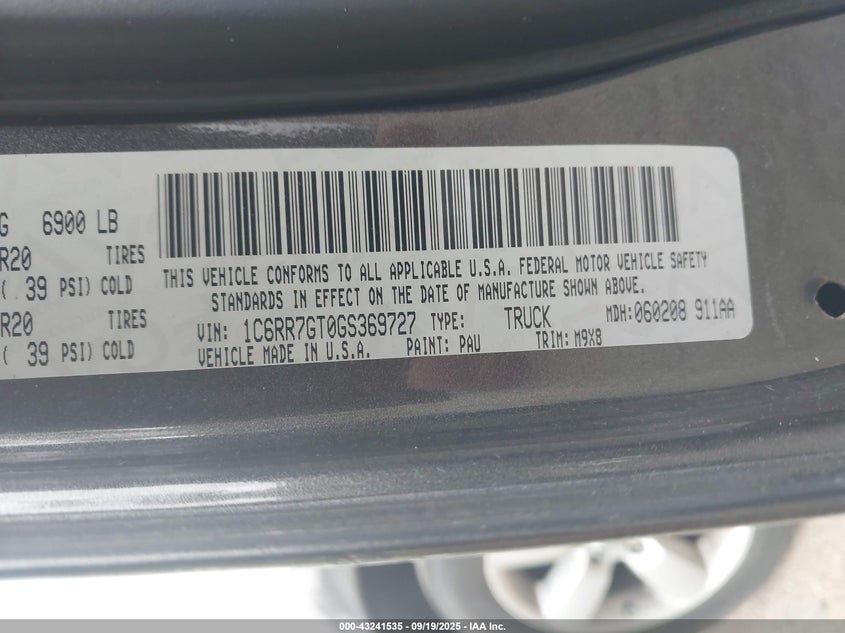 G 6900 LB
R20 TIRES
( 39 PSI) COLD
R20 TIRES
( 39 PSI) COLD
THIS VEHICLE CONFORMS TO ALL APPLICABLE U.S.A. FEDERAL MOTOR VEHICLE SAFETY
STANDARDS IN EFFECT ON THE DATE OF MANUFACTURE SHOWN ABOVE.
VIN: 1C6RR7GT0GS369727 TYPE: TRUCK MDH:060208 911AA
VEHICLE MADE IN U.S.A. PAINT: PAU TRIM: M9X8
000-43241535 - 09/19/2025 - IAA Inc.